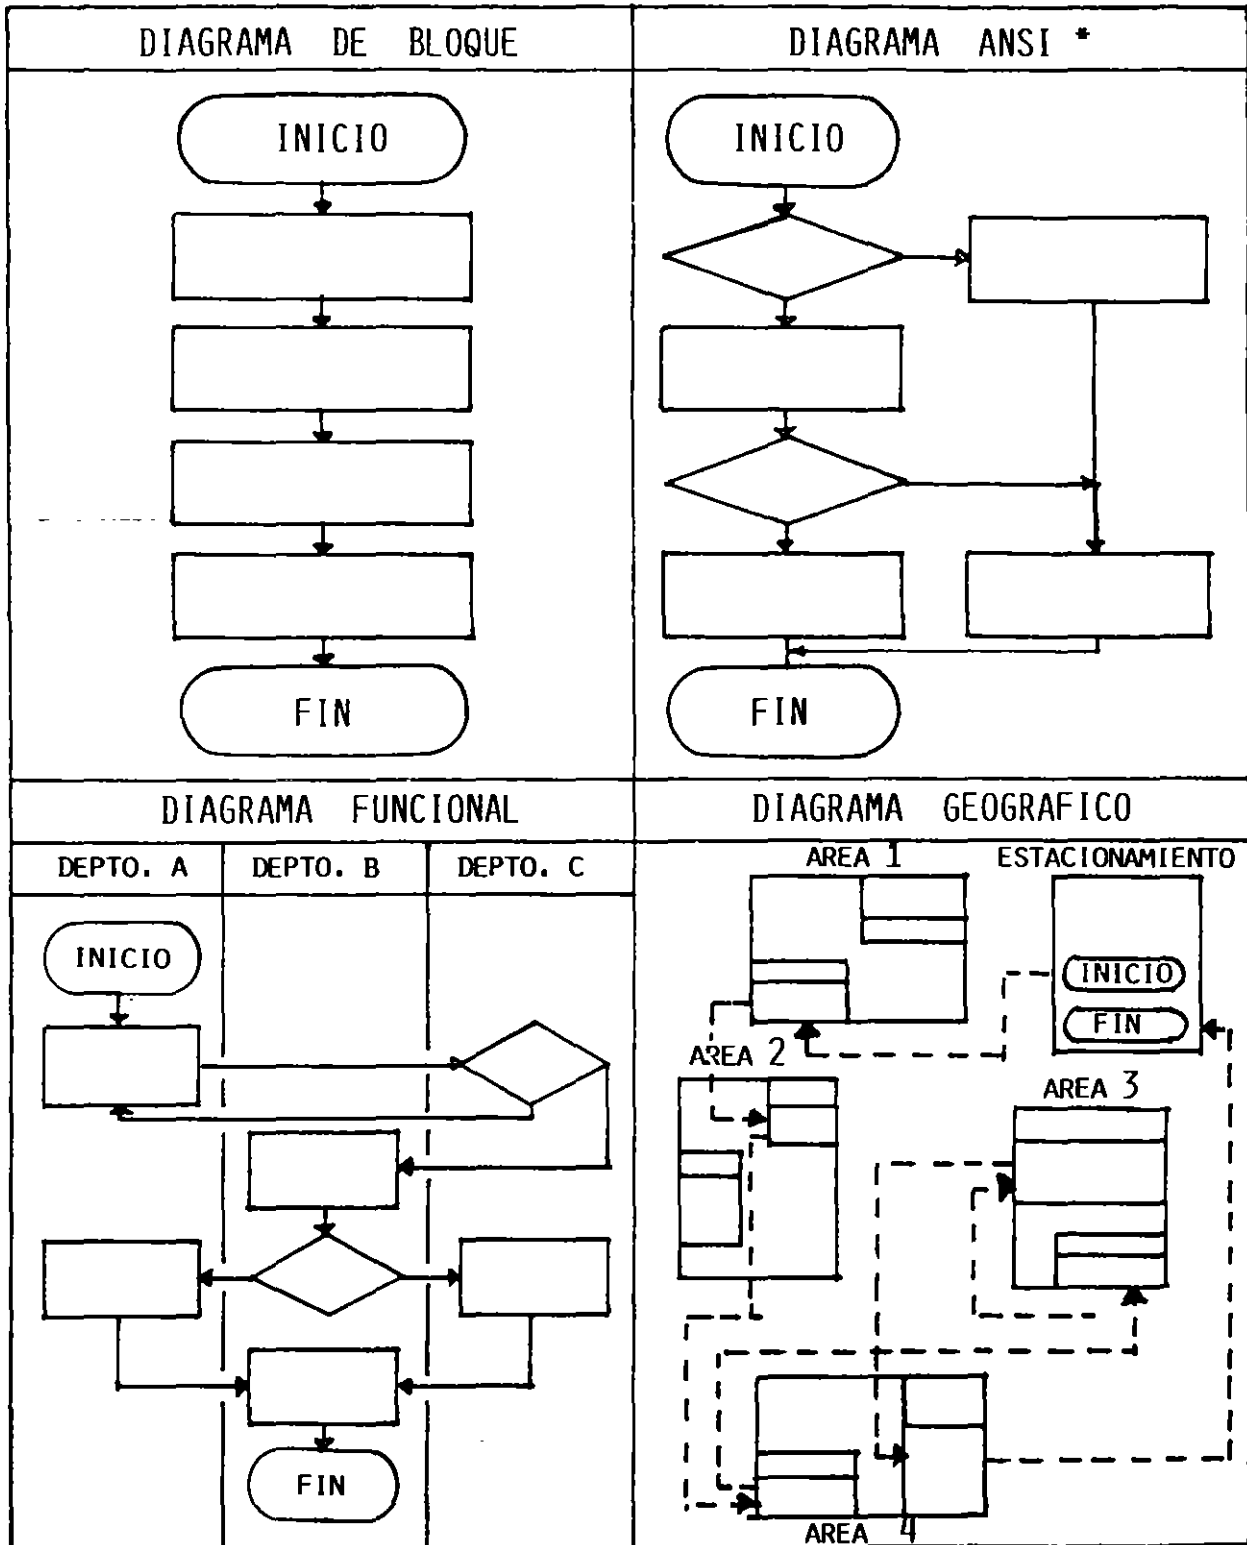 DIAGRAMA DE BLOQUE
INICIO
FIN
DIAGRAMA ANSI *
INICIO
FIN
DIAGRAMA FUNCIONAL
DEPTO. A DEPTO. B DEPTO. C
INICIO
FIN
DIAGRAMA GEOGRAFICO
AREA 1 ESTACIONAMIENTO
INICIO
FIN
AREA 2
AREA 3
AREA 4